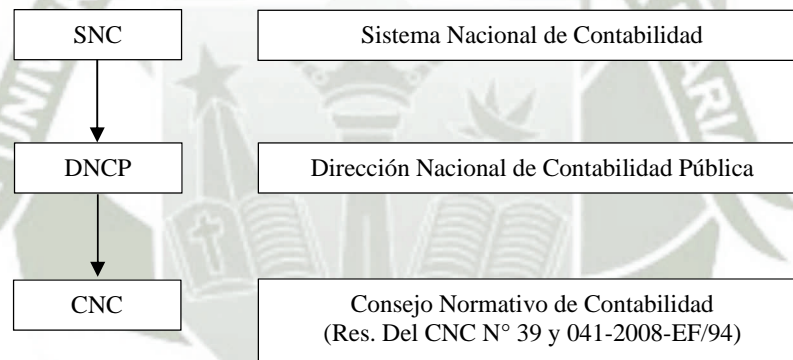 SNC
Sistema Nacional de Contabilidad
DNCP
Dirección Nacional de Contabilidad Pública
CNC
Consejo Normativo de Contabilidad
(Res. Del CNC N° 39 y 041-2008-EF/94)